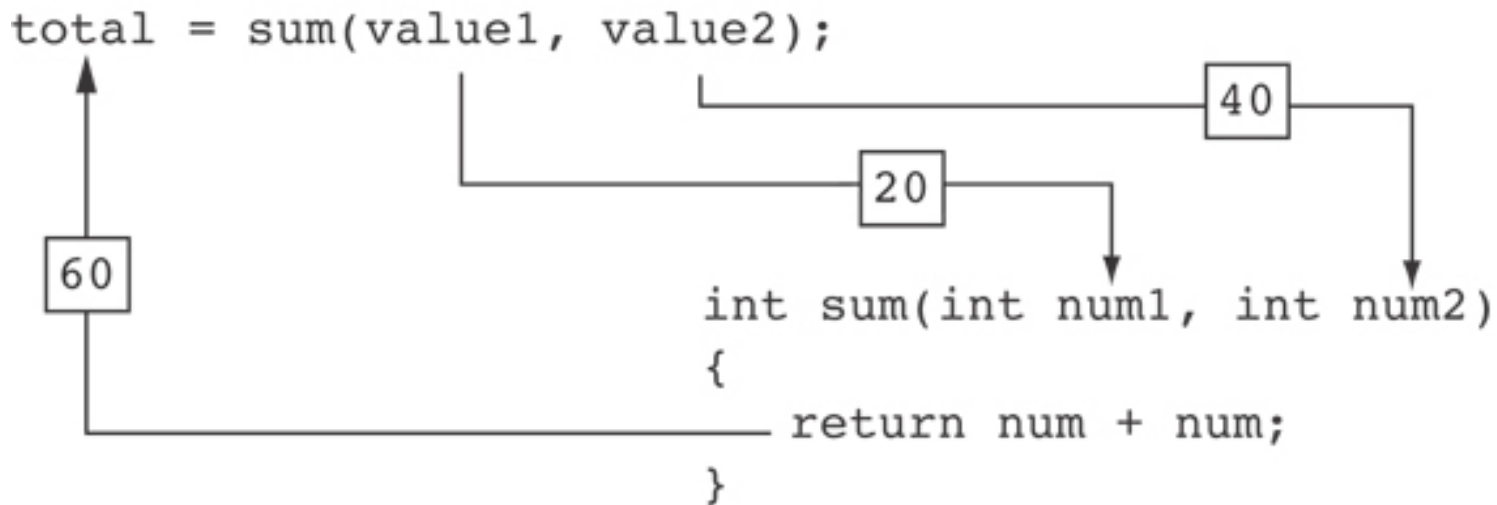 total = sum(value1, value2);
40
20
60
int sum(int num1, int num2)
{
return num + num;
}